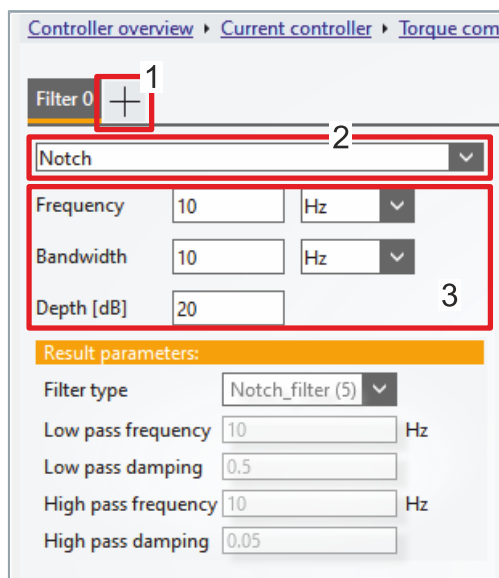 Controller overview ▸ Current controller ▸ Torque com
1
Filter 0 +
2
Notch
Frequency 10 Hz
Bandwidth 10 Hz
3
Depth [dB] 20
Result parameters:
Filter type Notch_filter (5)
Low pass frequency 10 Hz
Low pass damping 0.5
High pass frequency 10 Hz
High pass damping 0.05